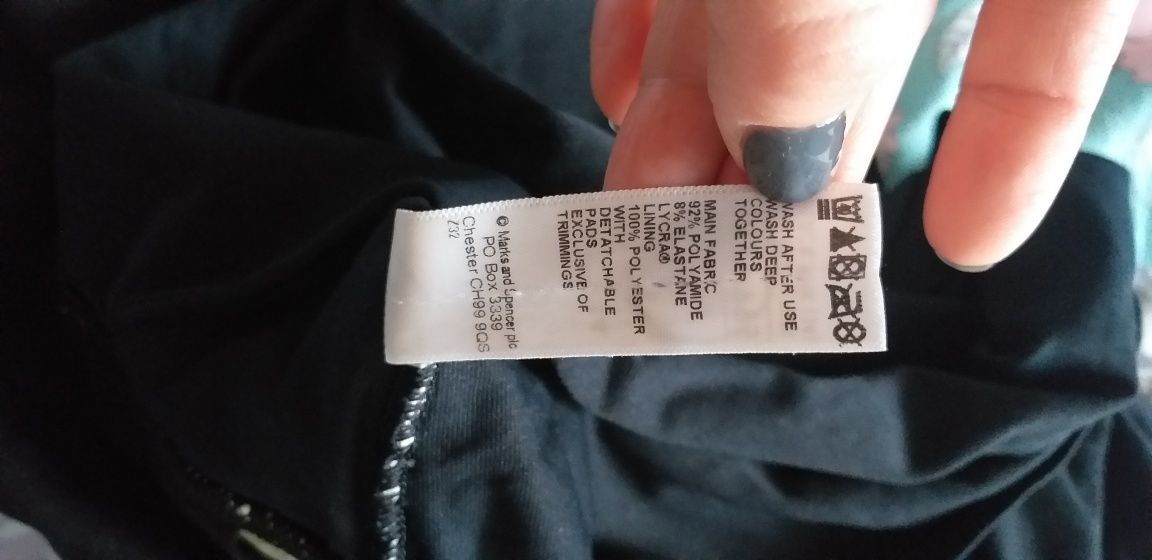 WASH AFTER USE
WASH DEEP
COLOURS
TOGETHER
MAIN FABRIC
92% POLYAMIDE
8% ELASTANE
LYCRA®
LINING
100% POLYESTER
WITH
DETATCHABLE
PADS
EXCLUSIVE OF
TRIMMINGS
© Marks and Spencer plc
PO Box 3339
Chester CH99 9QS
Z32